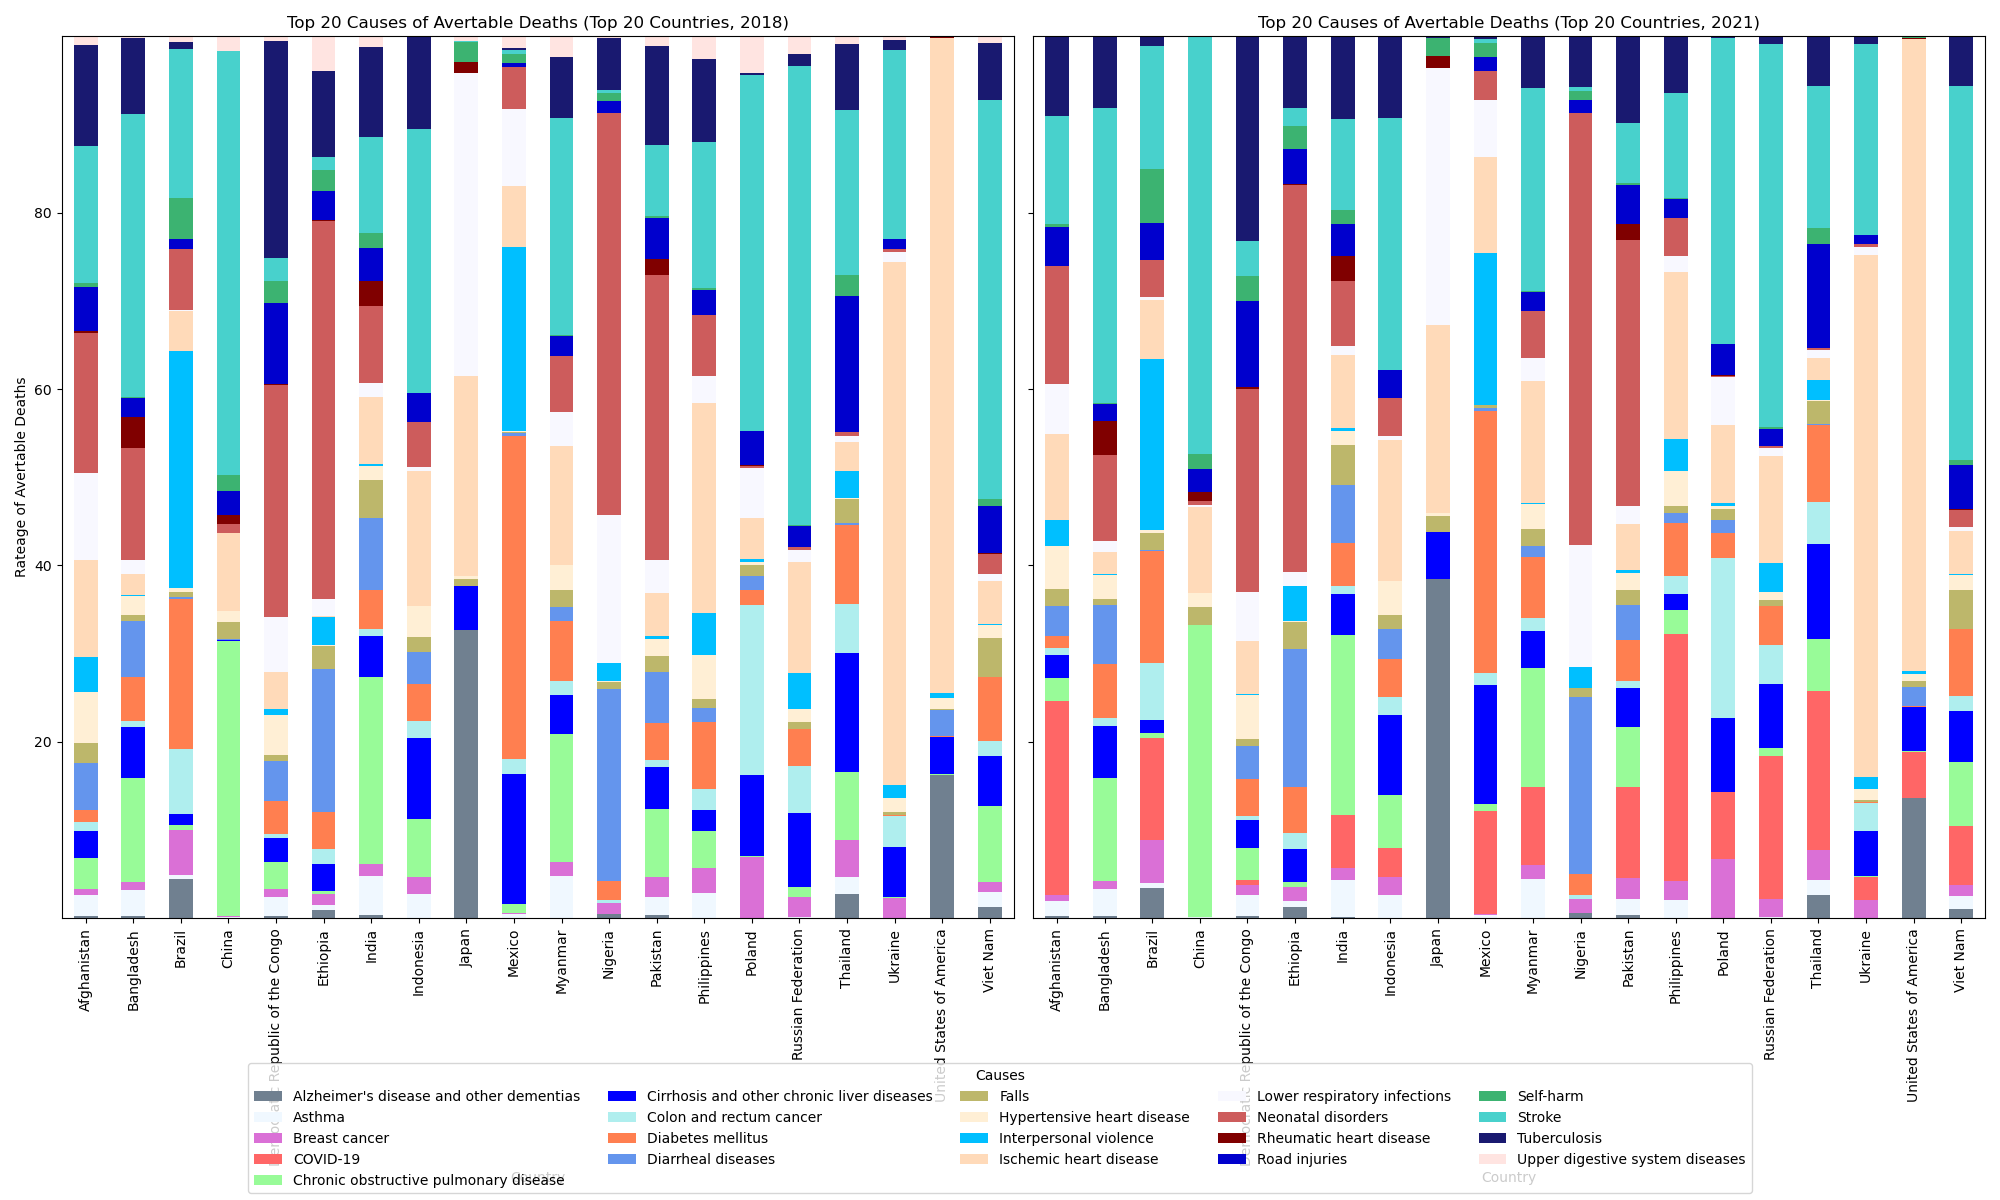 Top 20 Causes of Avertable Deaths (Top 20 Countries, 2018)
Top 20 Causes of Avertable Deaths (Top 20 Countries, 2021)
Rateage of Avertable Deaths
80
60
40
20
Afghanistan
Bangladesh
Brazil
China
Democratic Republic of the Congo
Ethiopia
India
Indonesia
Japan
Mexico
Myanmar
Nigeria
Pakistan
Philippines
Poland
Russian Federation
Thailand
Ukraine
United States of America
Viet Nam
Country
Afghanistan
Bangladesh
Brazil
China
Democratic Republic of the Congo
Ethiopia
India
Indonesia
Japan
Mexico
Myanmar
Nigeria
Pakistan
Philippines
Poland
Russian Federation
Thailand
Ukraine
United States of America
Viet Nam
Country
Causes
Alzheimer's disease and other dementias
Asthma
Breast cancer
COVID-19
Chronic obstructive pulmonary disease
Cirrhosis and other chronic liver diseases
Colon and rectum cancer
Diabetes mellitus
Diarrheal diseases
Falls
Hypertensive heart disease
Interpersonal violence
Ischemic heart disease
Lower respiratory infections
Neonatal disorders
Rheumatic heart disease
Road injuries
Self-harm
Stroke
Tuberculosis
Upper digestive system diseases